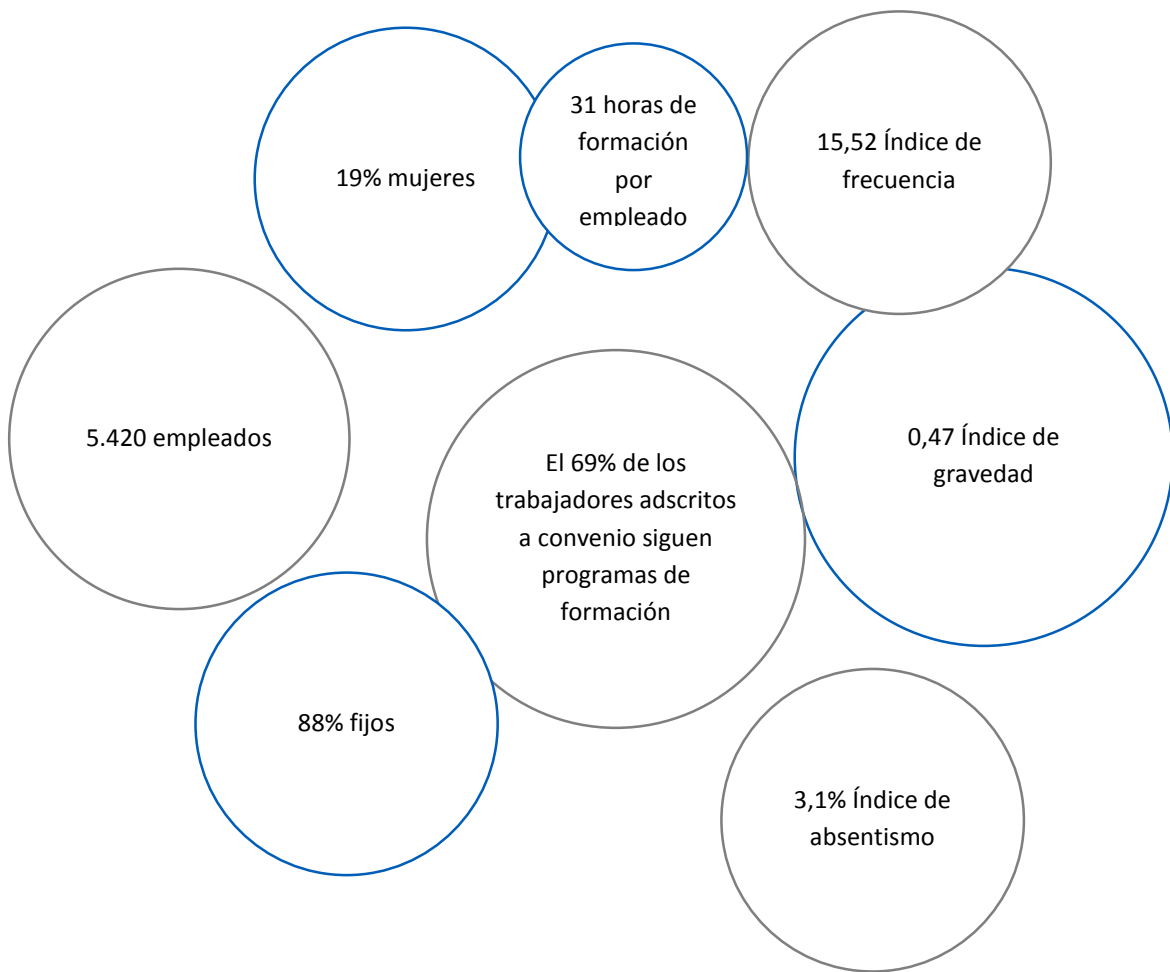 19% mujeres
31 horas de
formación
por
empleado
15,52 Índice de
frecuencia
5.420 empleados
El 69% de los
trabajadores adscritos
a convenio siguen
programas de
formación
0,47 Índice de
gravedad
88% fijos
3,1% Índice de
absentismo